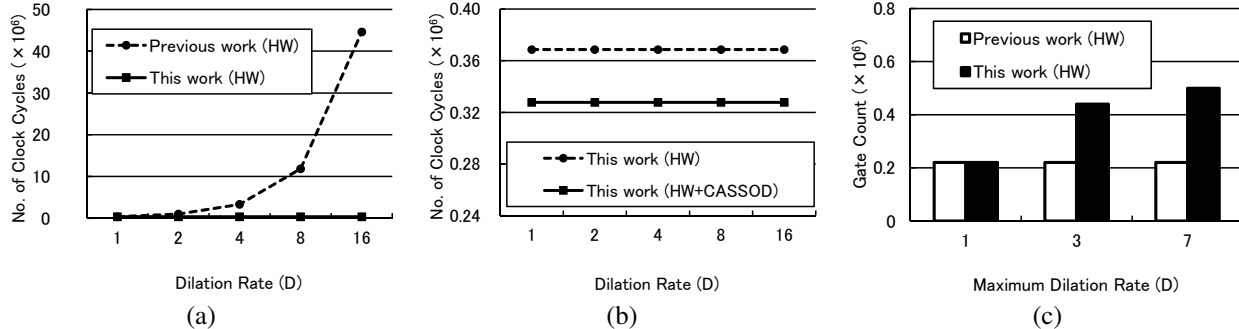 No. of Clock Cycles (×10⁶)
50
40
30
20
10
0
Previous work (HW)
This work (HW)
1 2 4 8 16
Dilation Rate (D)
(a)
No. of Clock Cycles (×10⁶)
0.40
0.36
0.32
0.28
0.24
This work (HW)
This work (HW+CASSOD)
1 2 4 8 16
Dilation Rate (D)
(b)
Gate Count (×10⁶)
0.8
0.6
0.4
0.2
0
Previous work (HW)
This work (HW)
1 3 7
Maximum Dilation Rate (D)
(c)